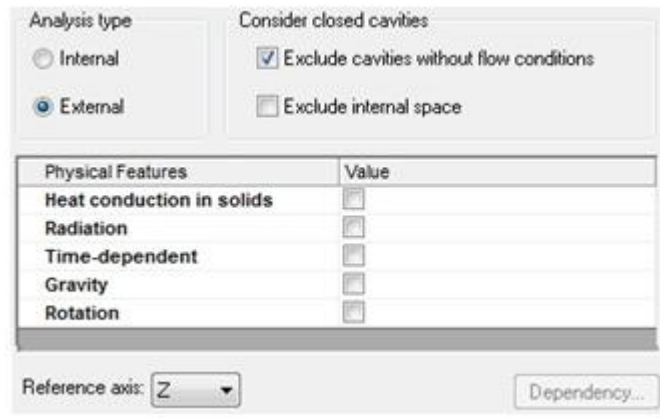 Analysis type
Consider closed cavities
Internal
Exclude cavities without flow conditions
External
Exclude internal space
Physical Features Value
Heat conduction in solids
Radiation
Time-dependent
Gravity
Rotation
Reference axis: Z
Dependency...